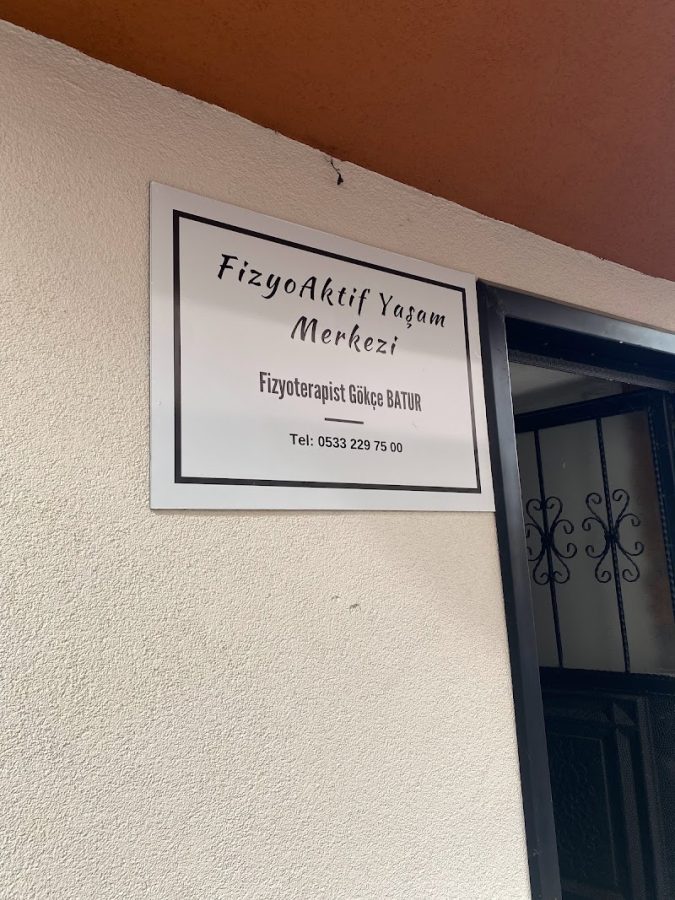 FizyoAktif Yaşam
Merkezi
Fizyoterapist Gökçe BATUR
Tel: 0533 229 75 00